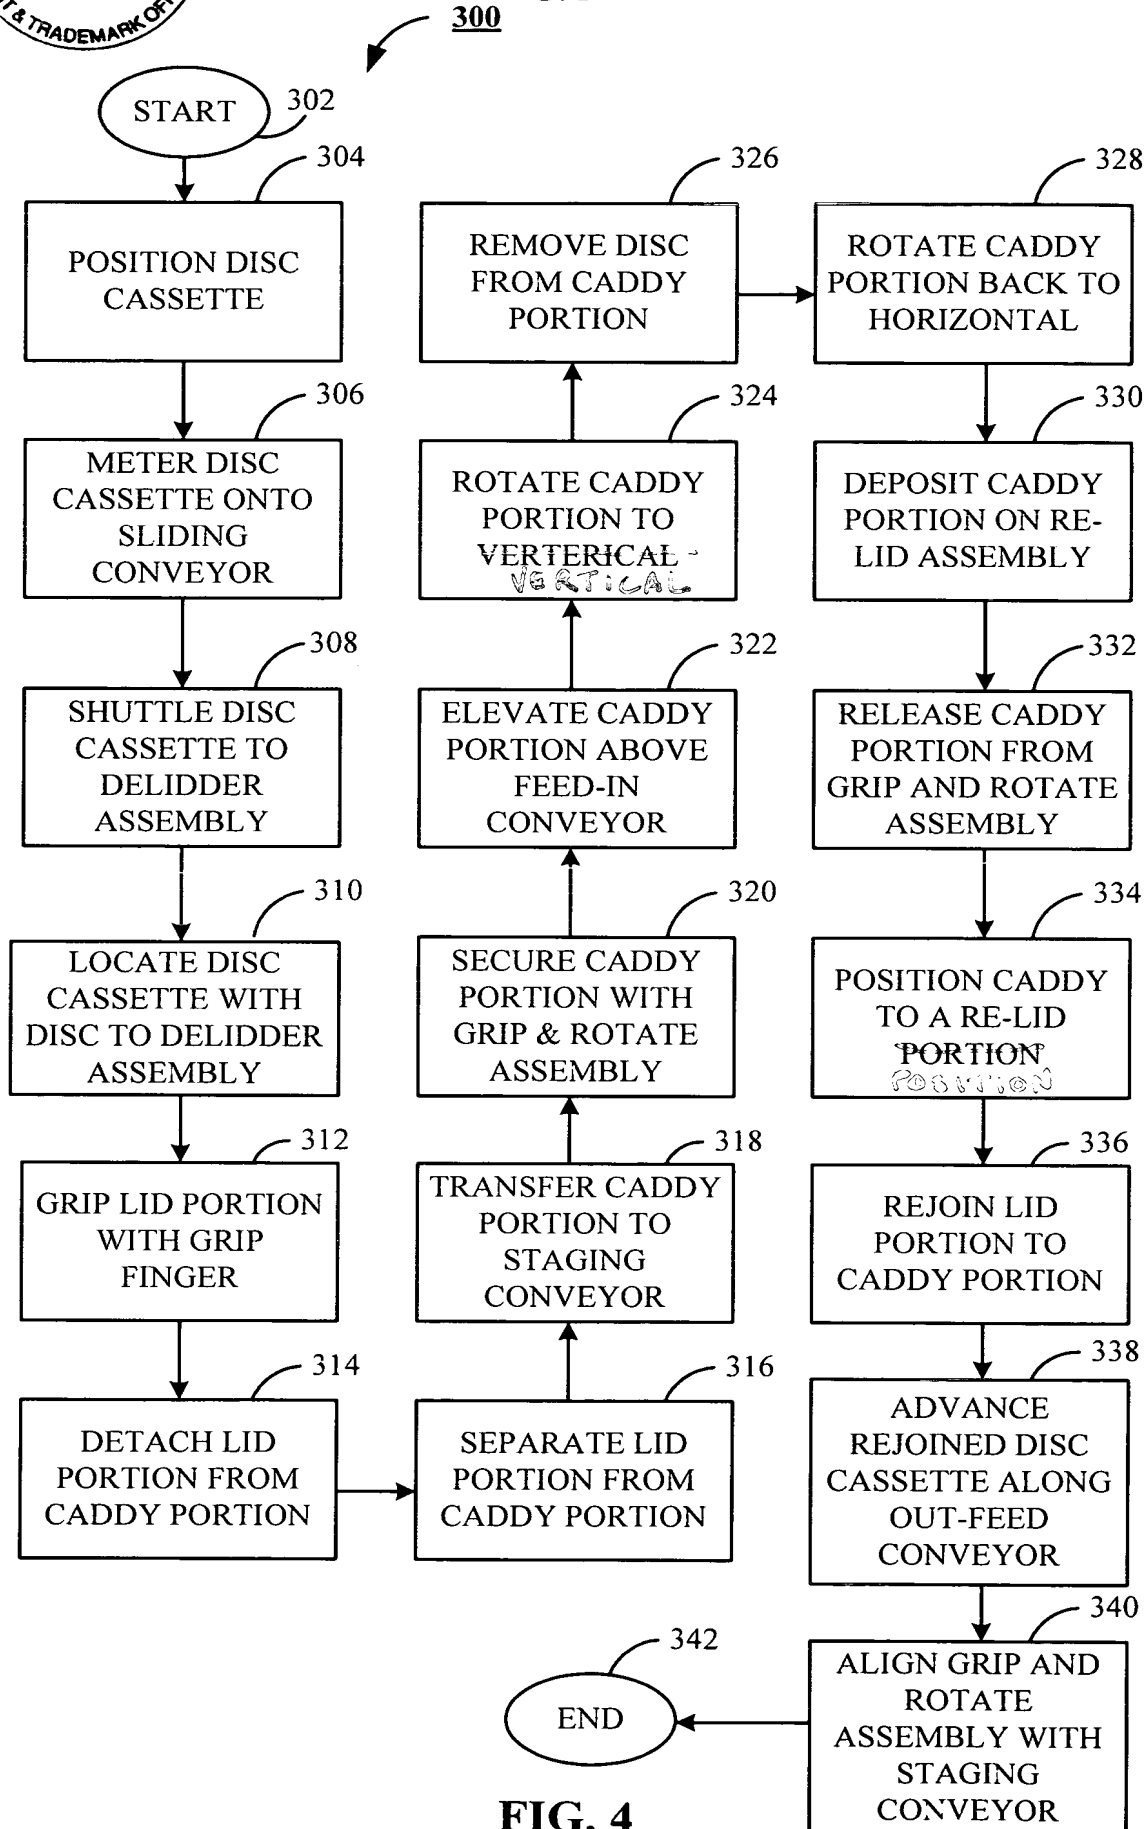 T & TRADEMARK OF
300
START
302
304
POSITION DISC
CASSETTE
306
METER DISC
CASSETTE ONTO
SLIDING
CONVEYOR
308
SHUTTLE DISC
CASSETTE TO
DELIDDER
ASSEMBLY
310
LOCATE DISC
CASSETTE WITH
DISC TO DELIDDER
ASSEMBLY
312
GRIP LID PORTION
WITH GRIP
FINGER
314
DETACH LID
PORTION FROM
CADDY PORTION
316
SEPARATE LID
PORTION FROM
CADDY PORTION
318
TRANSFER CADDY
PORTION TO
STAGING
CONVEYOR
320
SECURE CADDY
PORTION WITH
GRIP & ROTATE
ASSEMBLY
322
ELEVATE CADDY
PORTION ABOVE
FEED-IN
CONVEYOR
324
ROTATE CADDY
PORTION TO
VERTERICAL
VERTICAL
326
REMOVE DISC
FROM CADDY
PORTION
328
ROTATE CADDY
PORTION BACK TO
HORIZONTAL
330
DEPOSIT CADDY
PORTION ON RE-
LID ASSEMBLY
332
RELEASE CADDY
PORTION FROM
GRIP AND ROTATE
ASSEMBLY
334
POSITION CADDY
TO A RE-LID
PORTION
POSITION
336
REJOIN LID
PORTION TO
CADDY PORTION
338
ADVANCE
REJOINED DISC
CASSETTE ALONG
OUT-FEED
CONVEYOR
340
ALIGN GRIP AND
ROTATE
ASSEMBLY WITH
STAGING
CONVEYOR
342
END
FIG. 4